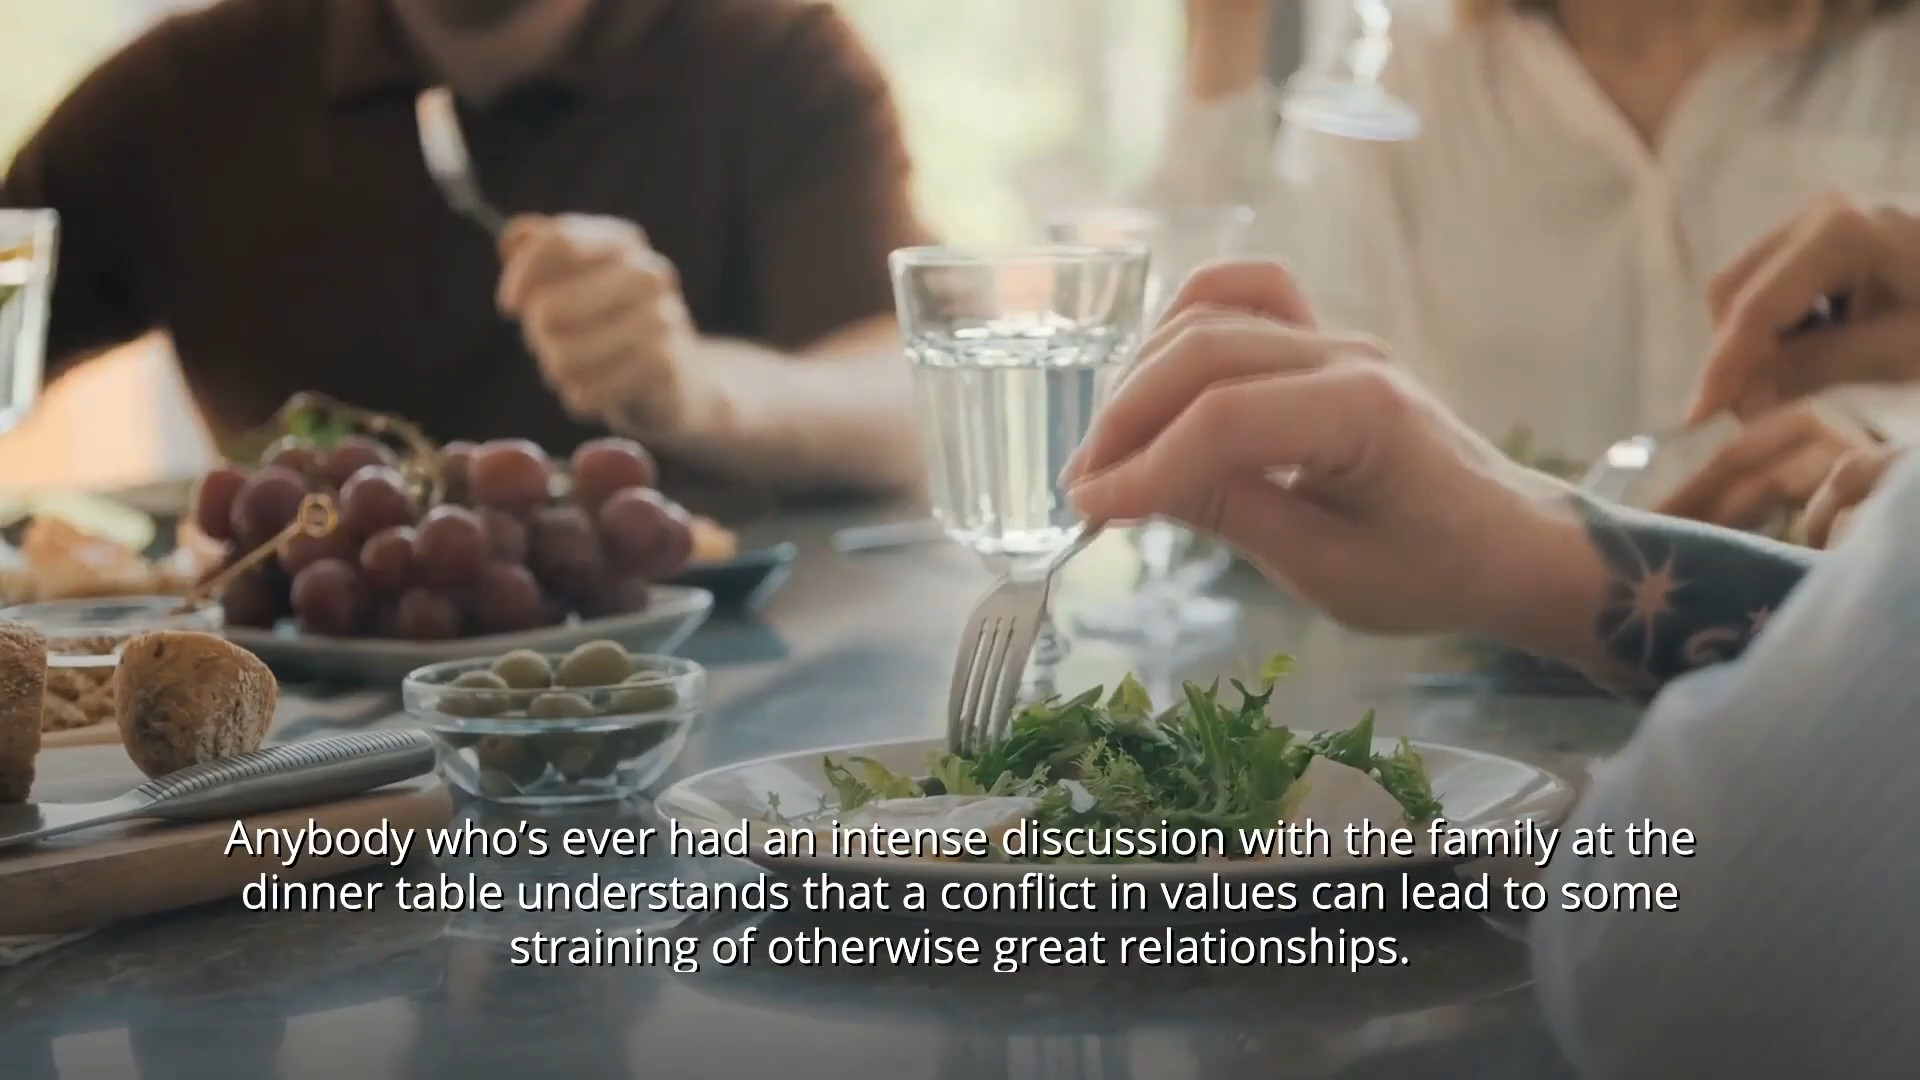 Anybody who’s ever had an intense discussion with the family at the
dinner table understands that a conflict in values can lead to some
straining of otherwise great relationships.